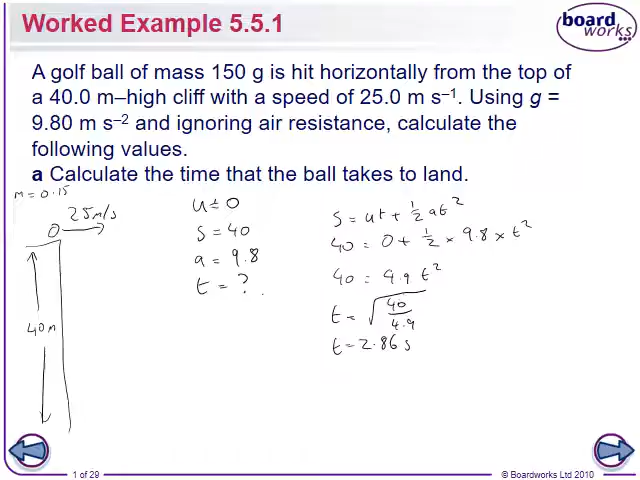 Worked Example 5.5.1
board
works
A golf ball of mass 150 g is hit horizontally from the top of
a 40.0 m–high cliff with a speed of 25.0 m s⁻¹. Using g =
9.80 m s⁻² and ignoring air resistance, calculate the
following values.
a Calculate the time that the ball takes to land.
m = 0.15
25m/s
0
40m
u = 0
s = 40
a = 9.8
t = ?
s = ut + ½ at²
40 = 0 + ½ × 9.8 × t²
40 = 4.9 t²
t = √(40/4.9)
t = 2.86 s
1 of 29
© Boardworks Ltd 2010